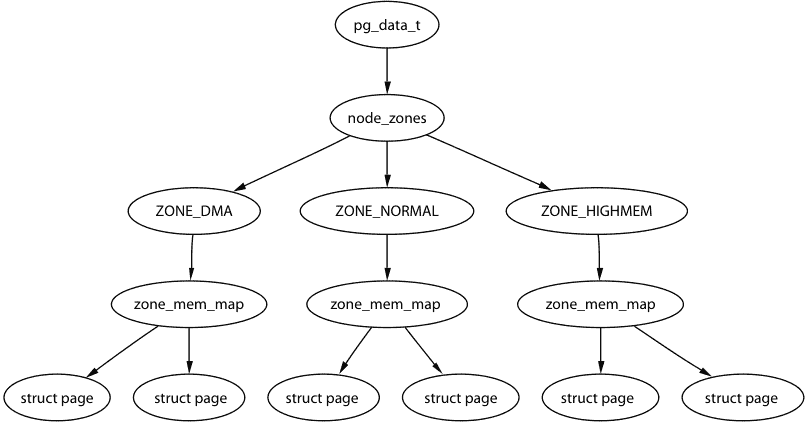 pg_data_t
node_zones
ZONE_DMA
ZONE_NORMAL
ZONE_HIGHMEM
zone_mem_map
zone_mem_map
zone_mem_map
struct page
struct page
struct page
struct page
struct page
struct page